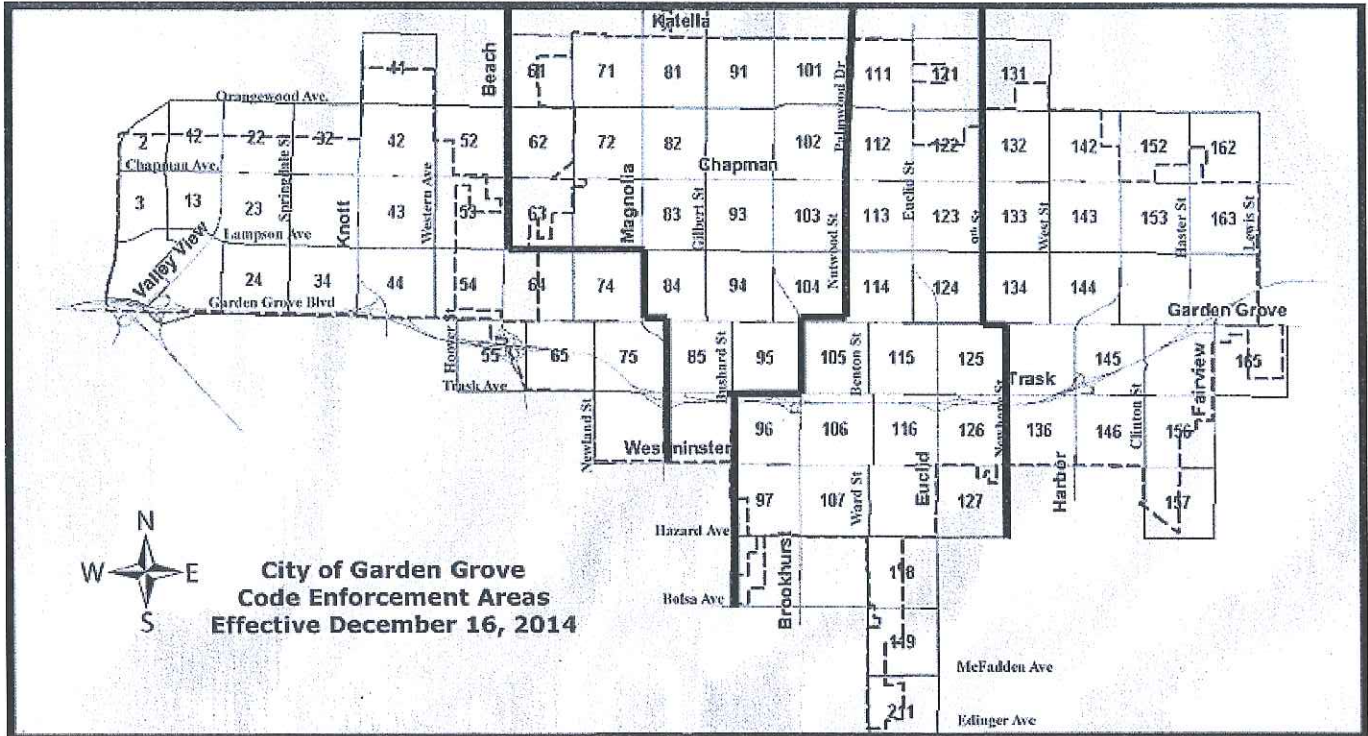 Katella
Beach
41
61
71
81
91
101
Palmwood Dr
111
121
131
Orangewood Ave.
2
12
22
Springdale St
32
42
52
62
72
82
102
112
122
132
142
152
162
Chapman Ave.
Chapman
3
13
23
Knott
43
Western Ave
53
63
Magnolia
83
Gilbert St
93
103
Nutwood St
113
Euclid St
123
9th St
133
West St
143
153
Haster St
163
Lewis St
Lampson Ave
Valley View
24
34
44
54
64
74
84
94
104
114
124
134
144
Garden Grove Blvd
Garden Grove
Hoover St
55
65
75
85
Bushard St
95
105
Benton St
115
125
145
Fairview
165
Trask Ave
Trask
Newland St
Westminster
96
106
116
126
Newhope St
136
146
Clinton St
156
97
107
Ward St
Euclid
127
Harbor
157
Hazard Ave
N
W
E
S
City of Garden Grove
Code Enforcement Areas
Effective December 16, 2014
Brookhurst
118
Bolsa Ave
119
McFadden Ave
211
Edinger Ave